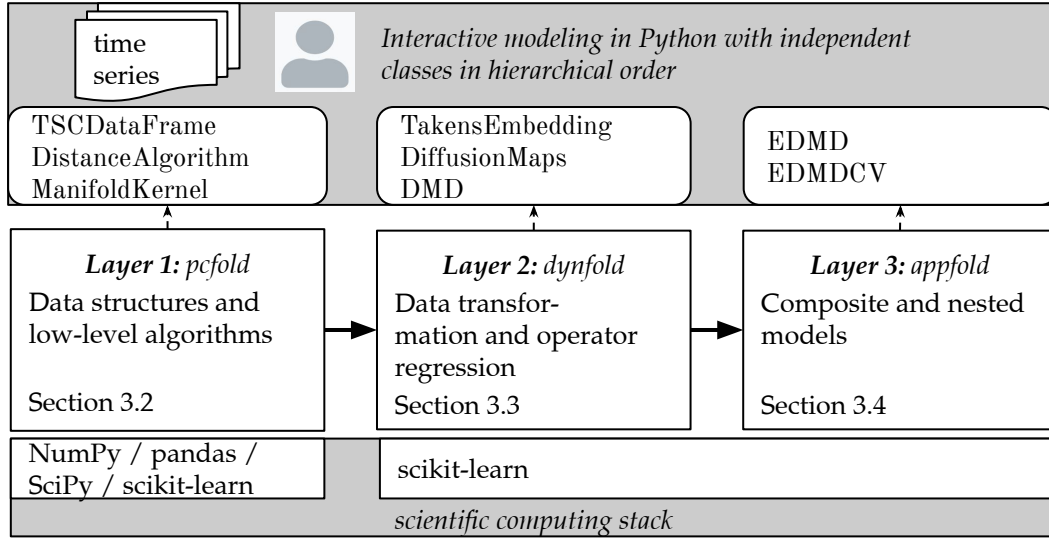 time
series
Interactive modeling in Python with independent
classes in hierarchical order
TSCDataFrame
DistanceAlgorithm
ManifoldKernel
TakensEmbedding
DiffusionMaps
DMD
EDMD
EDMDCV
Layer 1: pcfold
Data structures and
low-level algorithms
Section 3.2
Layer 2: dynfold
Data transfor-
mation and operator
regression
Section 3.3
Layer 3: appfold
Composite and nested
models
Section 3.4
NumPy / pandas /
SciPy / scikit-learn
scikit-learn
scientific computing stack